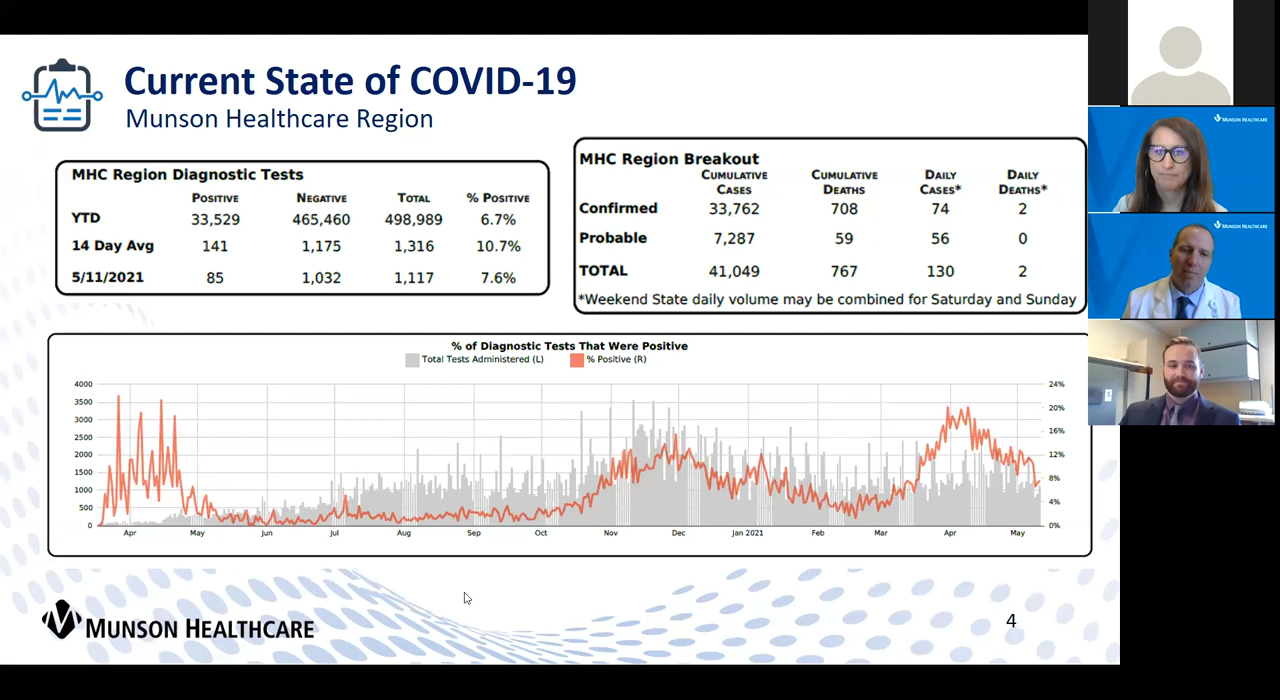 Current State of COVID-19
Munson Healthcare Region
MHC Region Diagnostic Tests
POSITIVE NEGATIVE TOTAL % POSITIVE
YTD 33,529 465,460 498,989 6.7%
14 Day Avg 141 1,175 1,316 10.7%
5/11/2021 85 1,032 1,117 7.6%
MHC Region Breakout
CUMULATIVE CASES CUMULATIVE DEATHS DAILY CASES* DAILY DEATHS*
Confirmed 33,762 708 74 2
Probable 7,287 59 56 0
TOTAL 41,049 767 130 2
*Weekend State daily volume may be combined for Saturday and Sunday
% of Diagnostic Tests That Were Positive
Total Tests Administered (L) % Positive (R)
4000 24%
3500 20%
3000
2500 16%
2000 12%
1500
1000 8%
500 4%
0 0%
Apr May Jun Jul Aug Sep Oct Nov Dec Jan 2021 Feb Mar Apr May
MUNSON HEALTHCARE
4
MUNSON HEALTHCARE
MUNSON HEALTHCARE